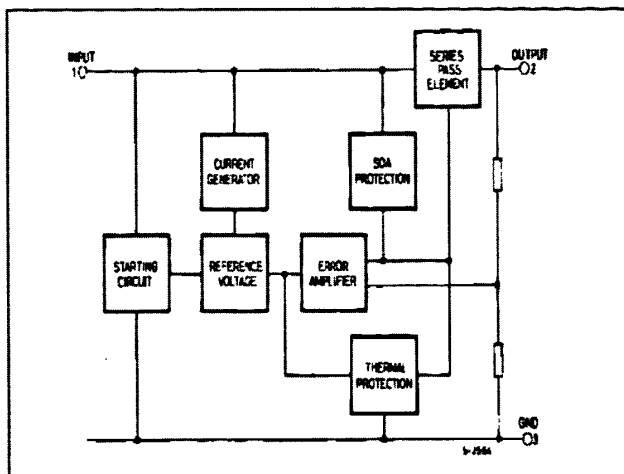 INPUT
1
SERIES
PASS
ELEMENT
OUTPUT
2
CURRENT
GENERATOR
SOA
PROTECTION
STARTING
CIRCUIT
REFERENCE
VOLTAGE
ERROR
AMPLIFIER
THERMAL
PROTECTION
GND
3